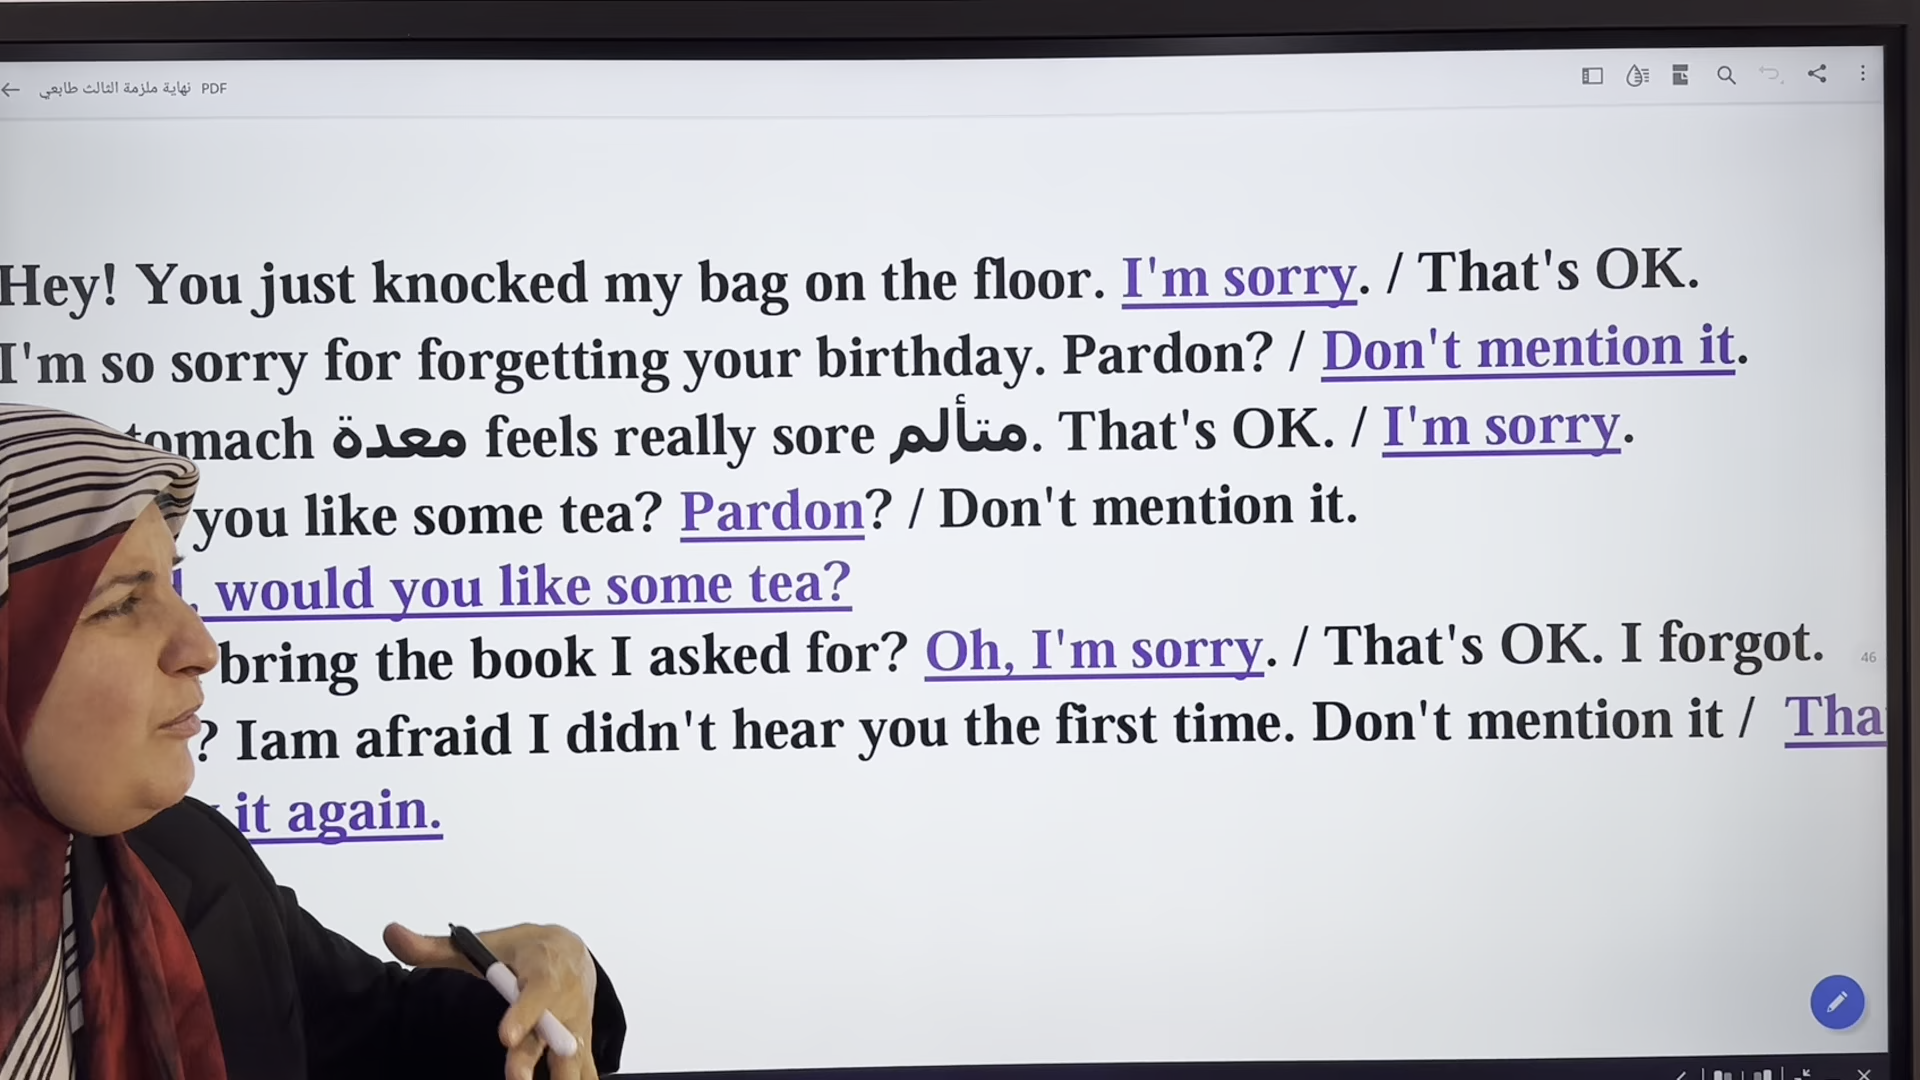 نهاية ملزمة الثالث طابعي PDF
Hey! You just knocked my bag on the floor. I'm sorry. / That's OK.
I'm so sorry for forgetting your birthday. Pardon? / Don't mention it.
معدة feels really sore متألم. That's OK. / I'm sorry.
you like some tea? Pardon? / Don't mention it.
would you like some tea?
bring the book I asked for? Oh, I'm sorry. / That's OK. I forgot.
46
? Iam afraid I didn't hear you the first time. Don't mention it /
it again.